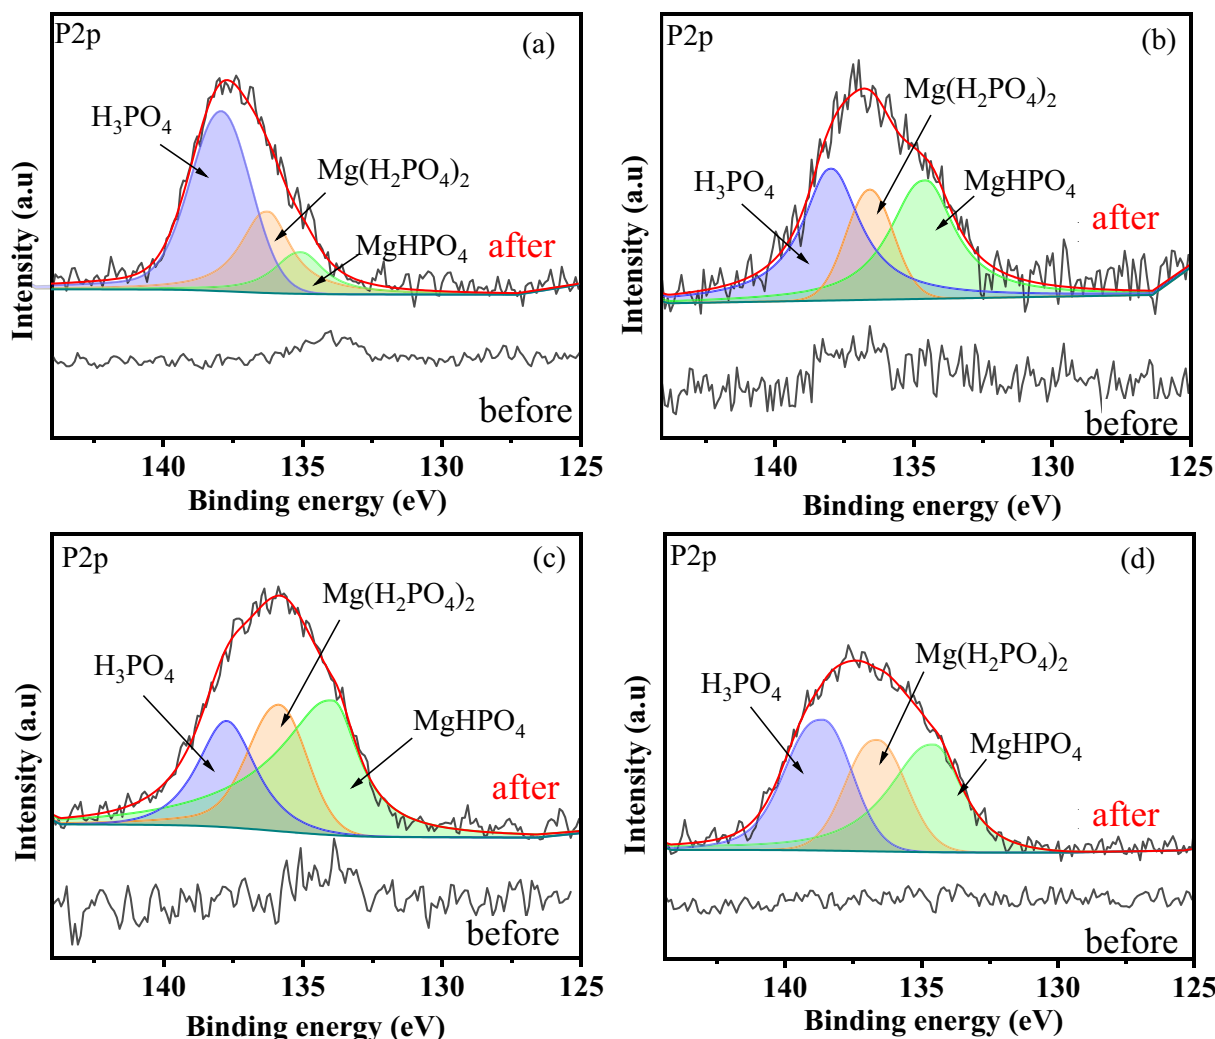 P2p
(a)
H₃PO₄
Mg(H₂PO₄)₂
MgHPO₄
after
before
Intensity (a.u)
140
135
130
125
Binding energy (eV)
P2p
(b)
Mg(H₂PO₄)₂
H₃PO₄
MgHPO₄
after
before
Intensity (a.u)
140
135
130
125
Binding energy (eV)
P2p
(c)
Mg(H₂PO₄)₂
H₃PO₄
MgHPO₄
after
before
Intensity (a.u)
140
135
130
125
Binding energy (eV)
P2p
(d)
Mg(H₂PO₄)₂
H₃PO₄
MgHPO₄
after
before
Intensity (a.u)
140
135
130
125
Binding energy (eV)